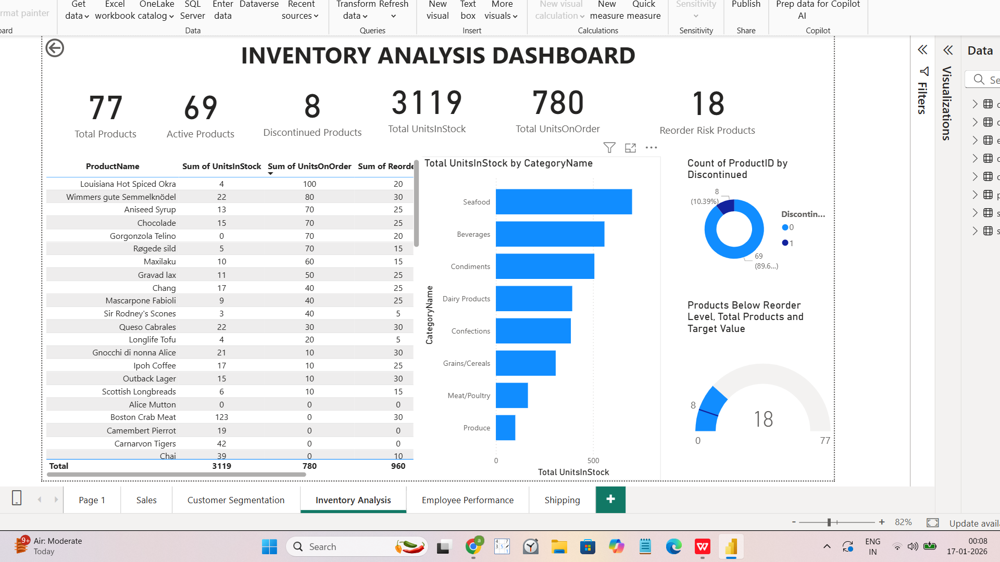 rmat painter
Get data
Excel workbook
OneLake catalog
SQL Server
Enter data
Dataverse
Recent sources
Transform data
Refresh
New visual
Text box
More visuals
New visual calculation
New measure
Quick measure
Sensitivity
Publish
Prep data for Copilot AI
oard
Data
Queries
Insert
Calculations
Sensitivity
Share
Copilot
INVENTORY ANALYSIS DASHBOARD
77
Total Products
69
Active Products
8
Discontinued Products
3119
Total UnitsInStock
780
Total UnitsOnOrder
18
Reorder Risk Products
ProductName Sum of UnitsInStock Sum of UnitsOnOrder Sum of Reorde
Louisiana Hot Spiced Okra 4 100 20
Wimmers gute Semmelknödel 22 80 30
Aniseed Syrup 13 70 25
Chocolade 15 70 25
Gorgonzola Telino 0 70 20
Røgede sild 5 70 15
Maxilaku 10 60 15
Gravad lax 11 50 25
Chang 17 40 25
Mascarpone Fabioli 9 40 25
Sir Rodney's Scones 3 40 5
Queso Cabrales 22 30 30
Longlife Tofu 4 20 5
Gnocchi di nonna Alice 21 10 30
Ipoh Coffee 17 10 25
Outback Lager 15 10 30
Scottish Longbreads 6 10 15
Alice Mutton 0 0 0
Boston Crab Meat 123 0 30
Camembert Pierrot 19 0 0
Carnarvon Tigers 42 0 0
Chai 39 0 10
Total 3119 780 960
Total UnitsInStock by CategoryName
CategoryName
Seafood
Beverages
Condiments
Dairy Products
Confections
Grains/Cereals
Meat/Poultry
Produce
0 500
Total UnitsInStock
Count of ProductID by
Discontinued
8
(10.39%)
69
(89.6...)
Discontin...
0
1
Products Below Reorder
Level, Total Products and
Target Value
8
18
0
77
Filters
Visualizations
Data
Se
Page 1
Sales
Customer Segmentation
Inventory Analysis
Employee Performance
Shipping
+
- + 82%
Update avail
9+
Air: Moderate
Today
Search
a
ENG
IN
00:08
17-01-2026